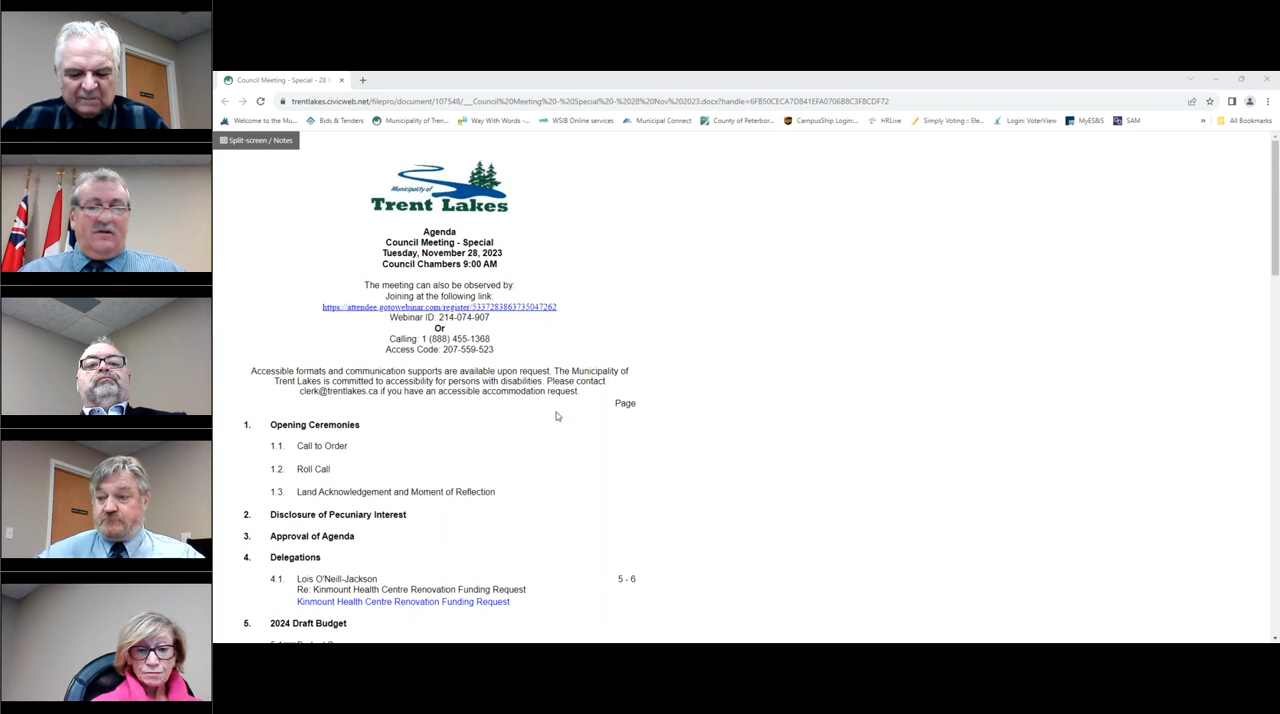 Council Meeting - Special - 28
trentlakes.civicweb.net/filepro/document/107548/___Council%20Meeting%20-%20Special%20-%2028%20Nov%202023.docx?handle=6FB50CECA7D841EFA0706B8C3F8CDF72
Welcome to the Mu... Bids & Tenders Municipality of Tren... Way With Words -... WSIB Online services Municipal Connect County of Peterbor... CampusShip Login:... HRLive Simply Voting :: Ele... Login: VoterView MyES&S SAM » All Bookmarks
Split-screen / Notes
Municipality of
Trent Lakes
Agenda
Council Meeting - Special
Tuesday, November 28, 2023
Council Chambers 9:00 AM
The meeting can also be observed by:
Joining at the following link:
https://attendee.gotowebinar.com/register/5337283863735047262
Webinar ID: 214-074-907
Or
Calling: 1 (888) 455-1368
Access Code: 207-559-523
Accessible formats and communication supports are available upon request. The Municipality of
Trent Lakes is committed to accessibility for persons with disabilities. Please contact
clerk@trentlakes.ca if you have an accessible accommodation request.
Page
1. Opening Ceremonies
1.1. Call to Order
1.2. Roll Call
1.3. Land Acknowledgement and Moment of Reflection
2. Disclosure of Pecuniary Interest
3. Approval of Agenda
4. Delegations
4.1. Lois O'Neill-Jackson 5 - 6
Re: Kinmount Health Centre Renovation Funding Request
Kinmount Health Centre Renovation Funding Request
5. 2024 Draft Budget